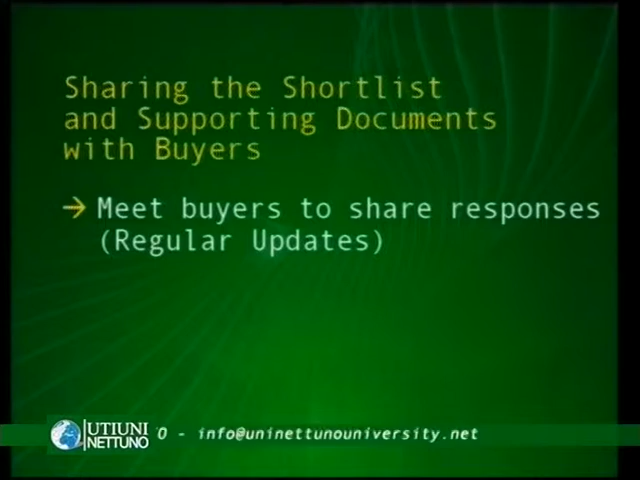 Sharing the Shortlist
and Supporting Documents
with Buyers
→ Meet buyers to share responses
(Regular Updates)
UTIUNI
NETTUNO
O - info@uninettunouniversity.net